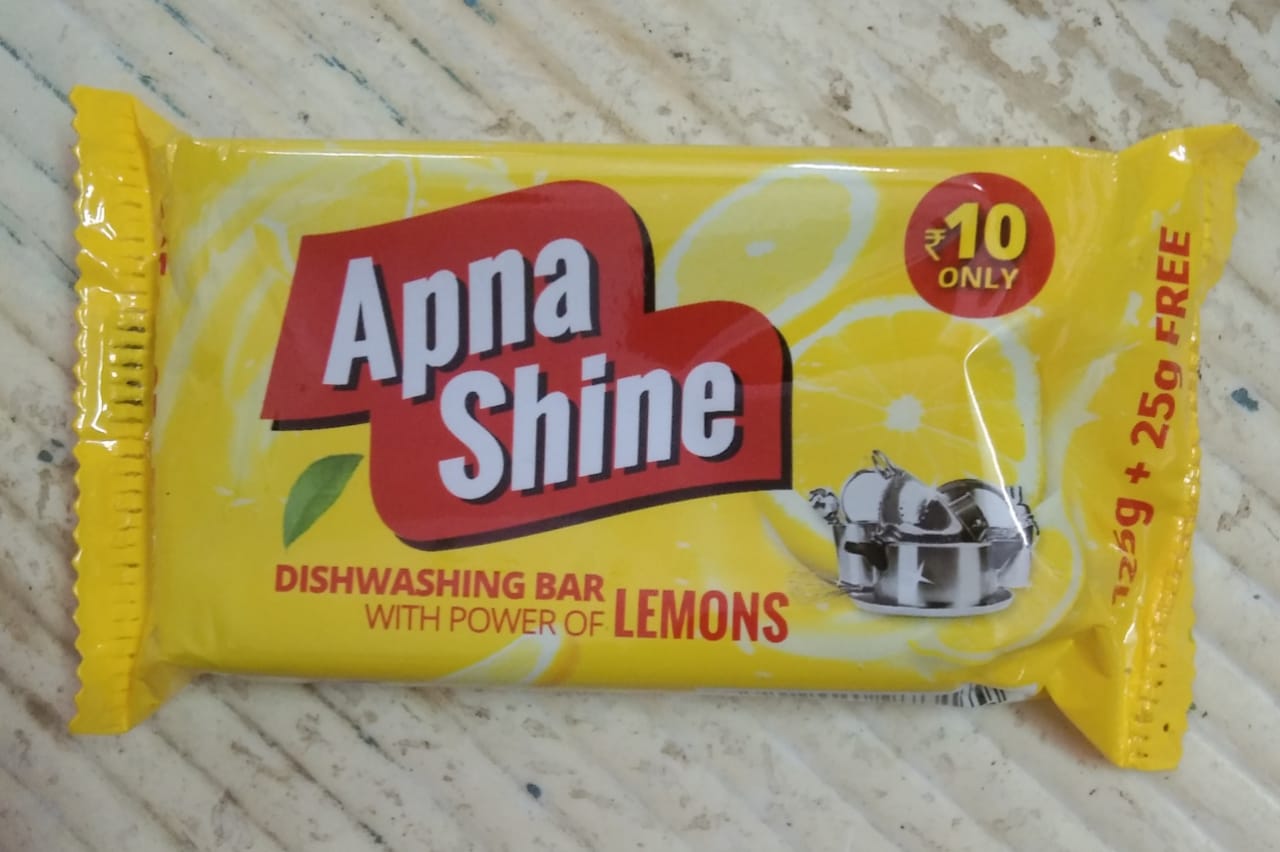 Apna
Shine
₹10
ONLY
DISHWASHING BAR
WITH POWER OF LEMONS
125g + 25g FREE